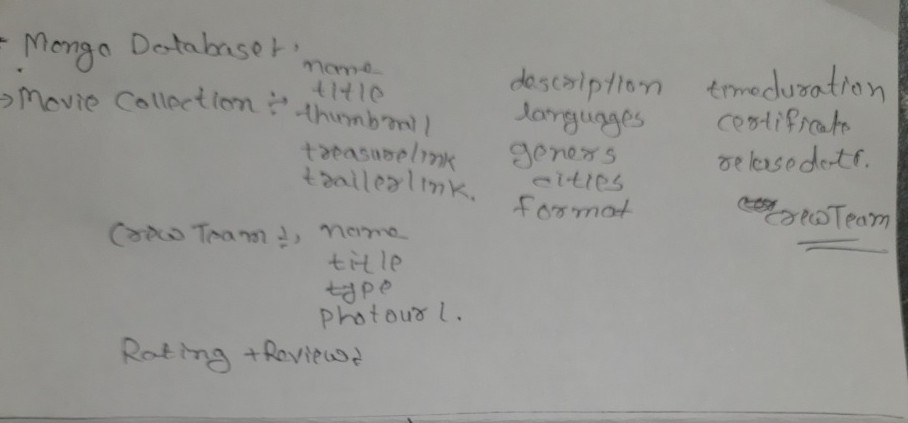 - Mongo Database :
name
→ Movie Collection :- title
thumbnail
treasurelink
trailerlink.
description
languages
geners
cities
format
timeduration
certificate
releasedate.
CrewTeam
Crew Team :, name
title
type
photourl.
Rating + Review :